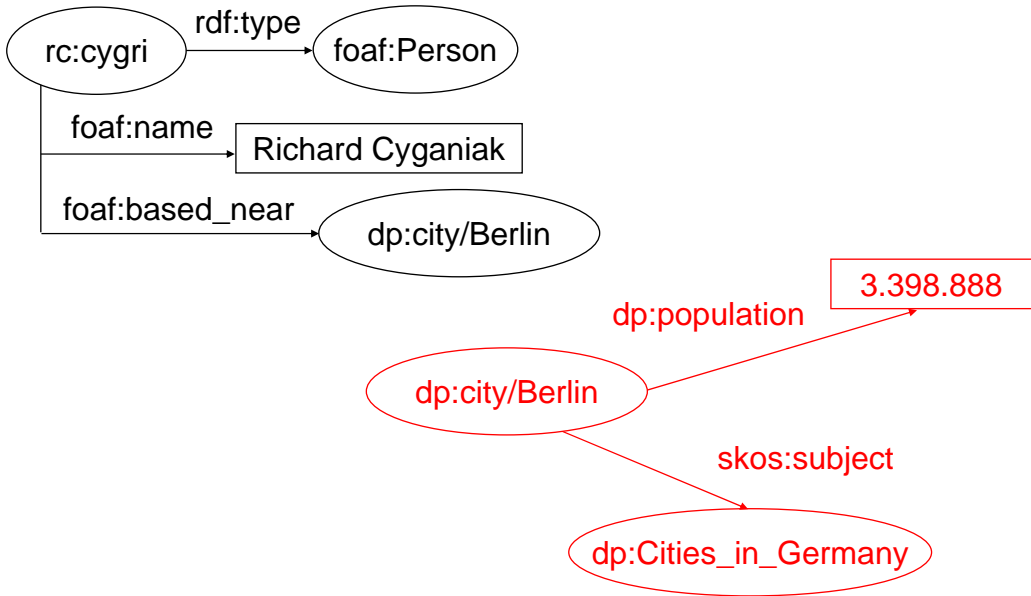 rdf:type
rc:cygri
foaf:Person
foaf:name
Richard Cyganiak
foaf:based_near
dp:city/Berlin
3.398.888
dp:population
dp:city/Berlin
skos:subject
dp:Cities_in_Germany